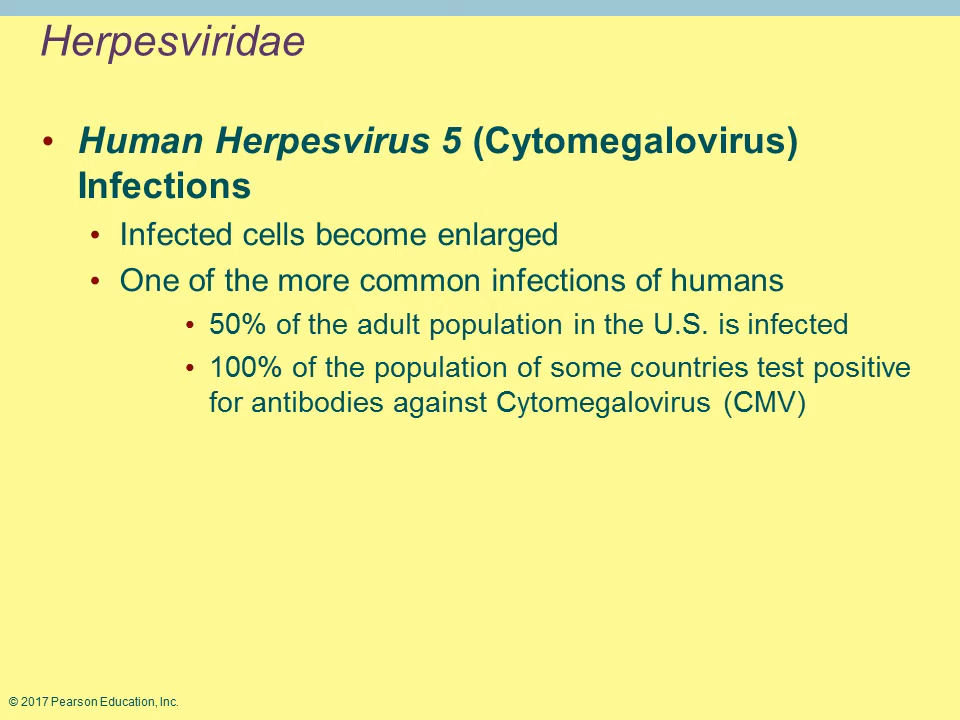 Herpesviridae
• Human Herpesvirus 5 (Cytomegalovirus)
Infections
• Infected cells become enlarged
• One of the more common infections of humans
• 50% of the adult population in the U.S. is infected
• 100% of the population of some countries test positive
for antibodies against Cytomegalovirus (CMV)
© 2017 Pearson Education, Inc.